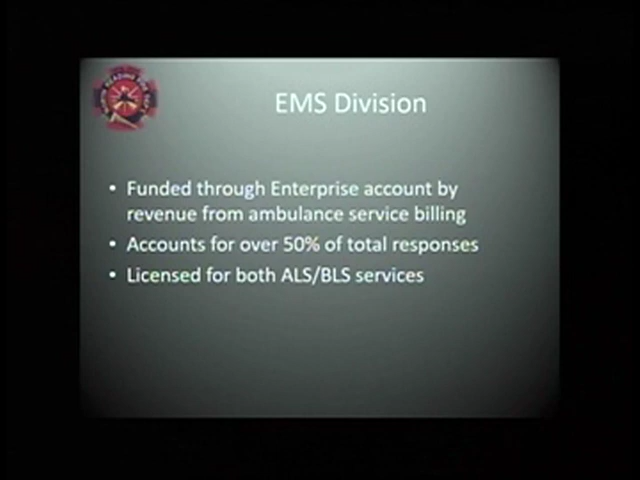 EMS Division
• Funded through Enterprise account by
revenue from ambulance service billing
• Accounts for over 50% of total responses
• Licensed for both ALS/BLS services